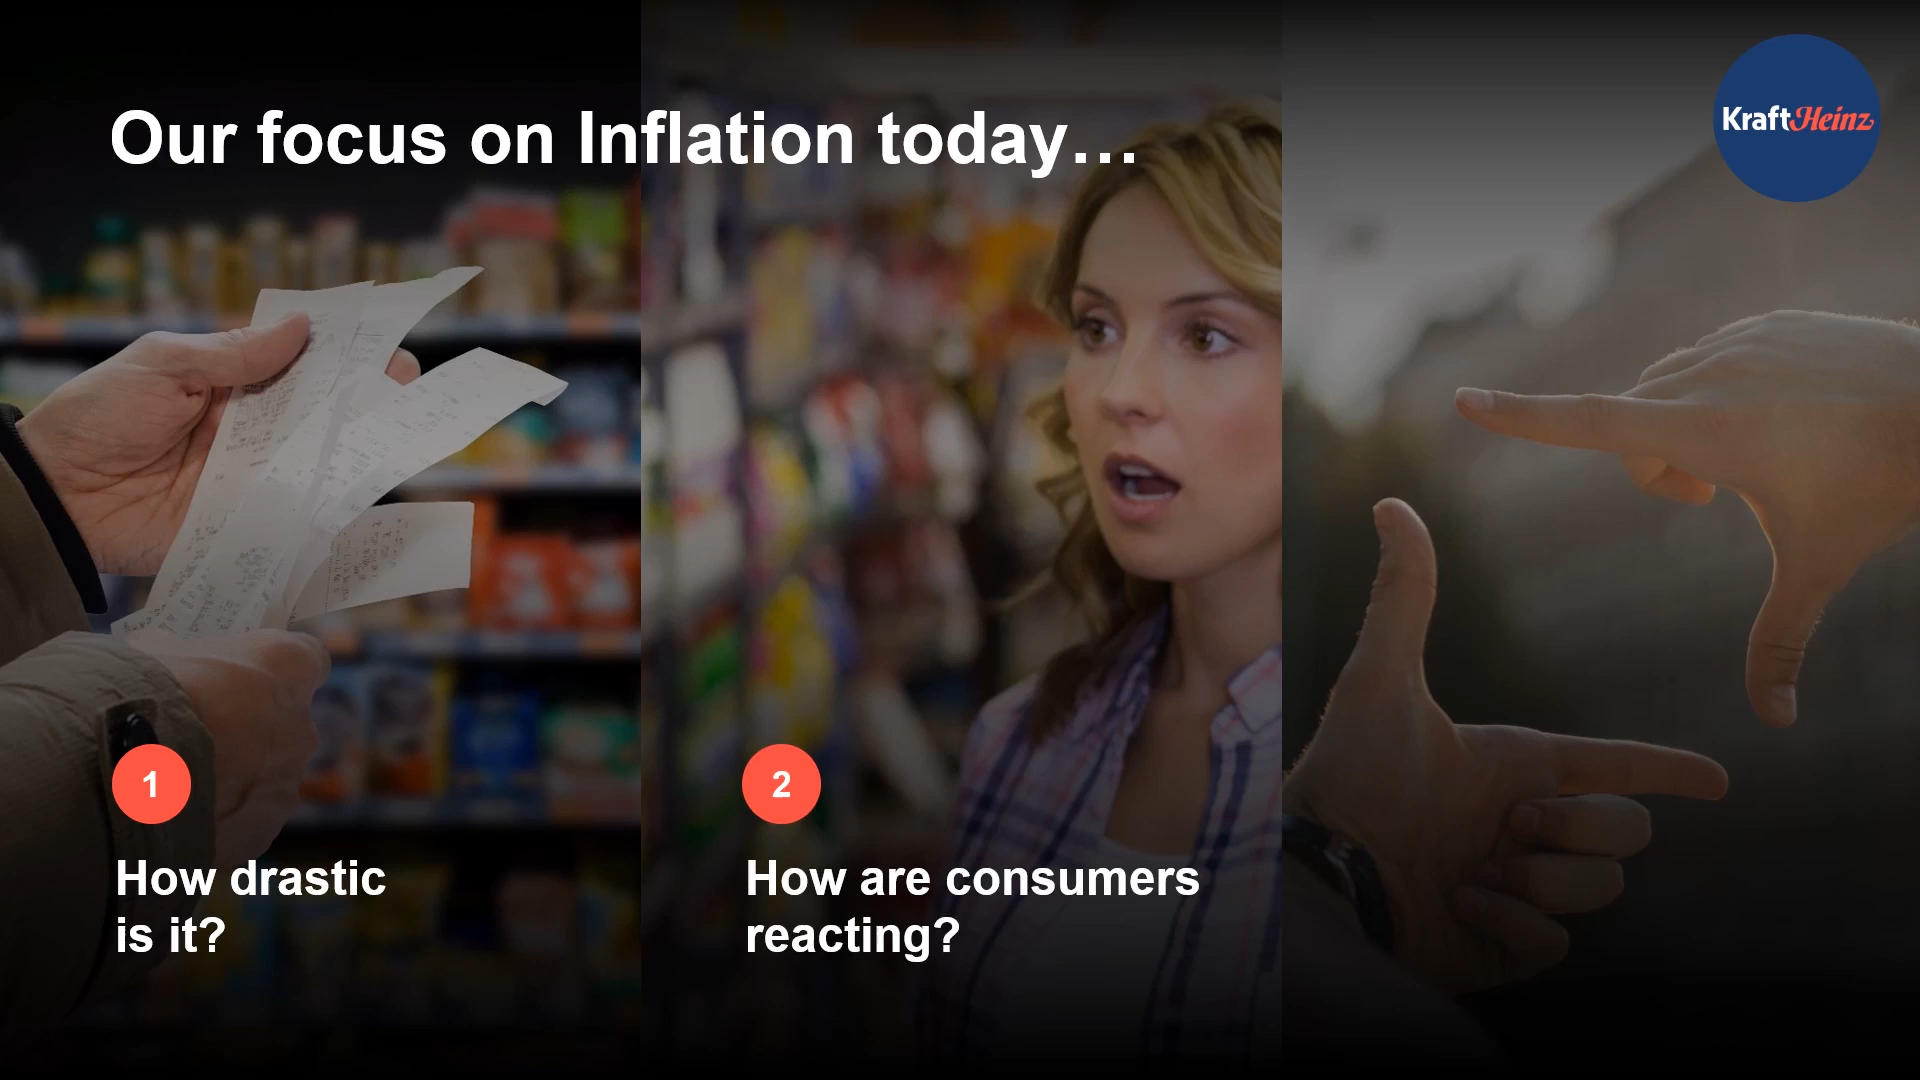 Our focus on Inflation today…
KraftHeinz
1
How drastic
is it?
2
How are consumers
reacting?